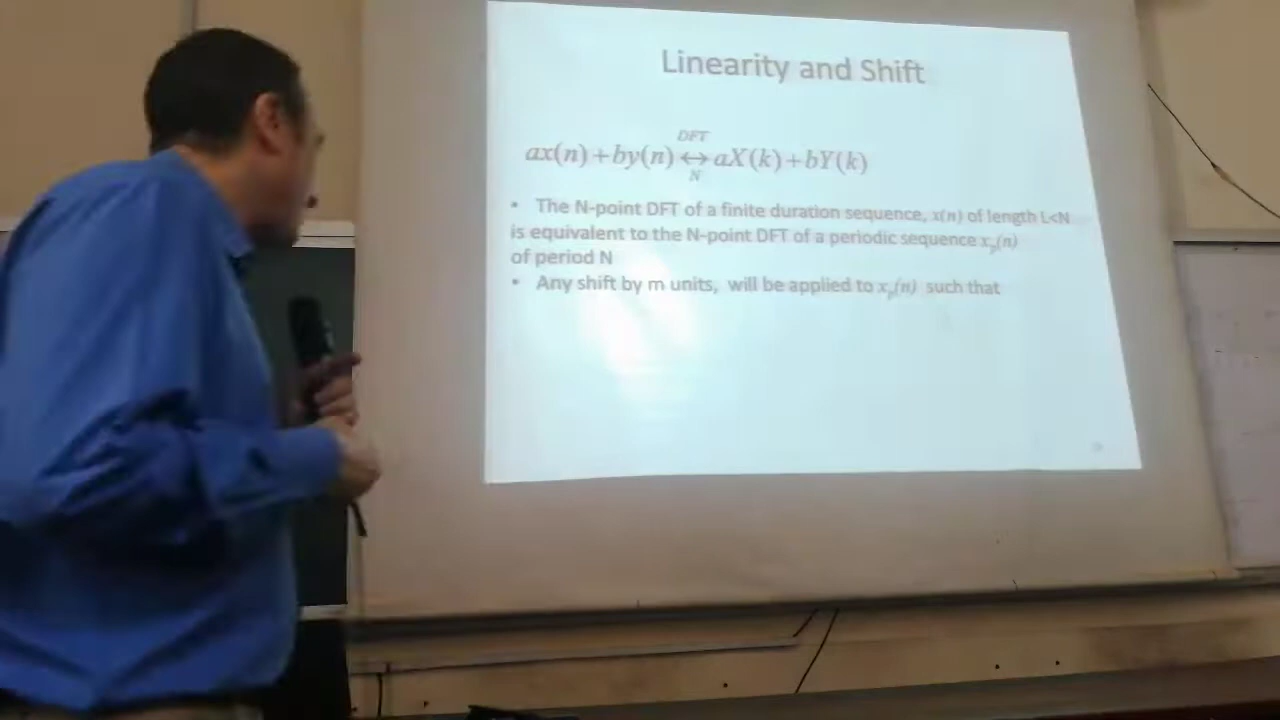 Linearity and Shift
DFT
ax(n)+by(n) ↔ aX(k)+bY(k)
N
• The N-point DFT of a finite duration sequence, x(n) of length L<N
is equivalent to the N-point DFT of a periodic sequence xₚ(n)
of period N
• Any shift by m units, will be applied to xₚ(n) such that